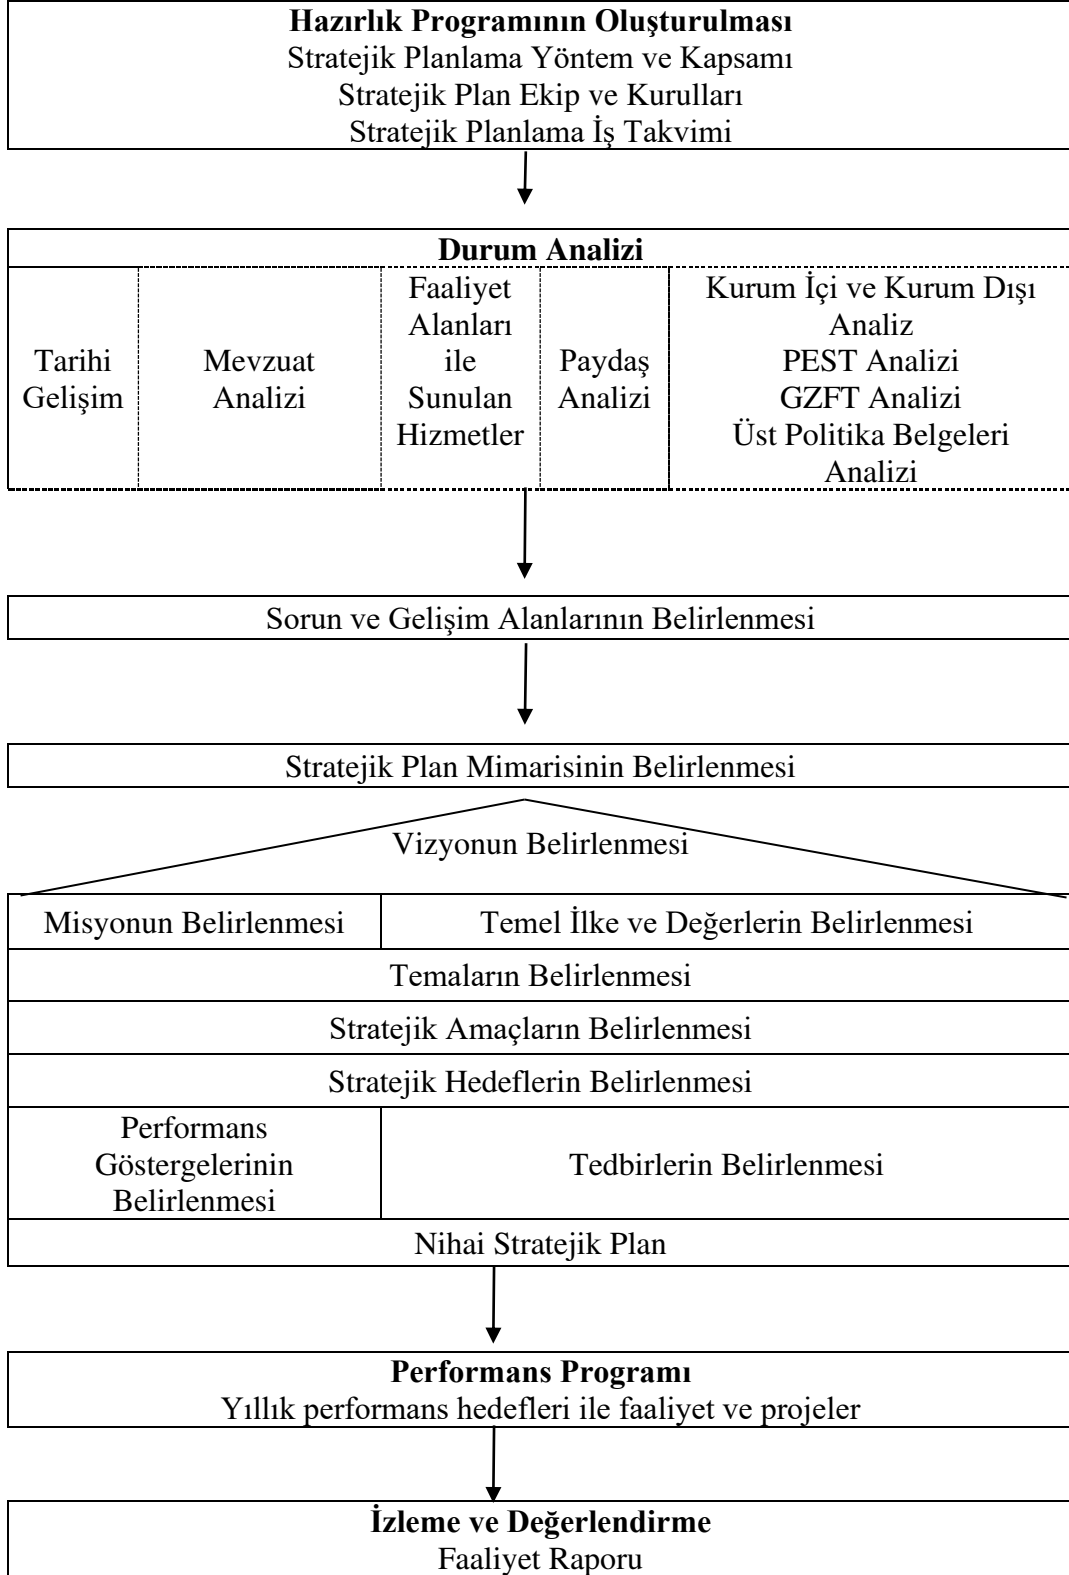 Hazırlık Programının Oluşturulması
Stratejik Planlama Yöntem ve Kapsamı
Stratejik Plan Ekip ve Kurulları
Stratejik Planlama İş Takvimi
Durum Analizi
Tarihi
Gelişim
Mevzuat
Analizi
Faaliyet
Alanları
ile
Sunulan
Hizmetler
Paydaş
Analizi
Kurum İçi ve Kurum Dışı
Analiz
PEST Analizi
GZFT Analizi
Üst Politika Belgeleri
Analizi
Sorun ve Gelişim Alanlarının Belirlenmesi
Stratejik Plan Mimarisinin Belirlenmesi
Vizyonun Belirlenmesi
Misyonun Belirlenmesi
Temel İlke ve Değerlerin Belirlenmesi
Temaların Belirlenmesi
Stratejik Amaçların Belirlenmesi
Stratejik Hedeflerin Belirlenmesi
Performans
Göstergelerinin
Belirlenmesi
Tedbirlerin Belirlenmesi
Nihai Stratejik Plan
Performans Programı
Yıllık performans hedefleri ile faaliyet ve projeler
İzleme ve Değerlendirme
Faaliyet Raporu